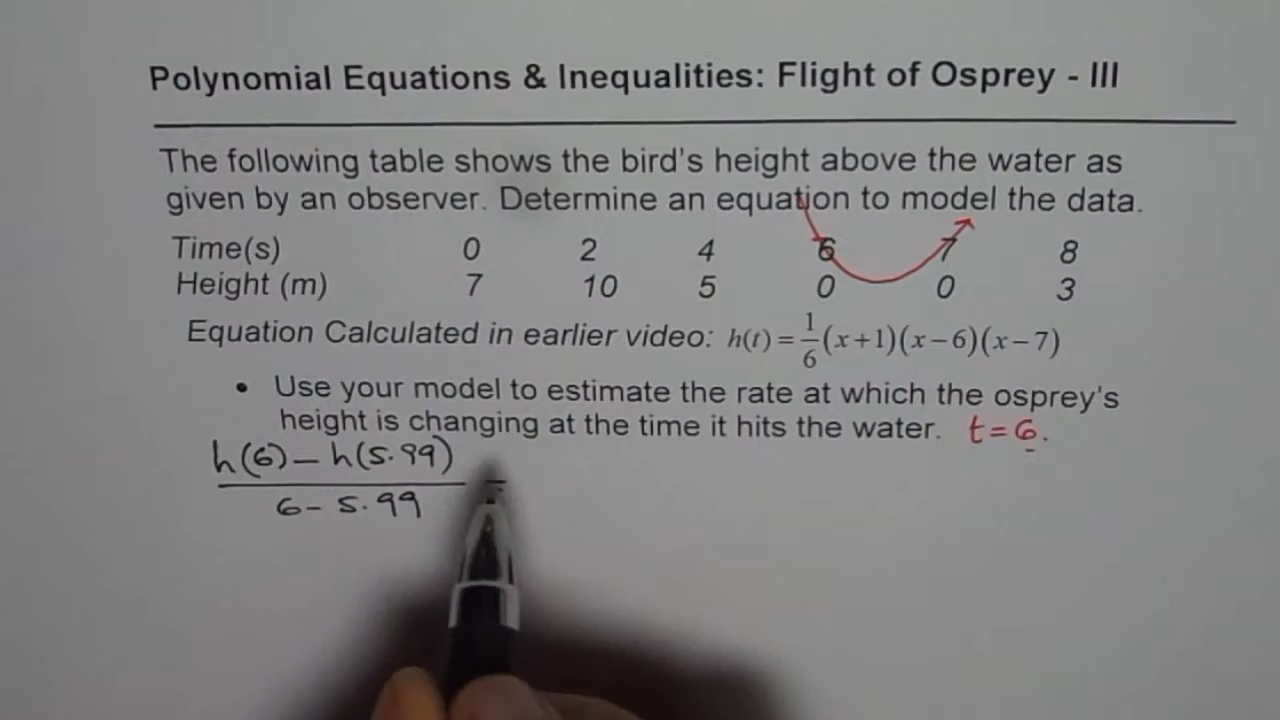 Polynomial Equations & Inequalities: Flight of Osprey - III
The following table shows the bird's height above the water as
given by an observer. Determine an equation to model the data.
Time(s) 0 2 4 6 7 8
Height (m) 7 10 5 0 0 3
Equation Calculated in earlier video: h(t) = 1/6 (x+1)(x-6)(x-7)
• Use your model to estimate the rate at which the osprey's
height is changing at the time it hits the water. t = 6.
h(6) - h(5.99) =
6 - 5.99